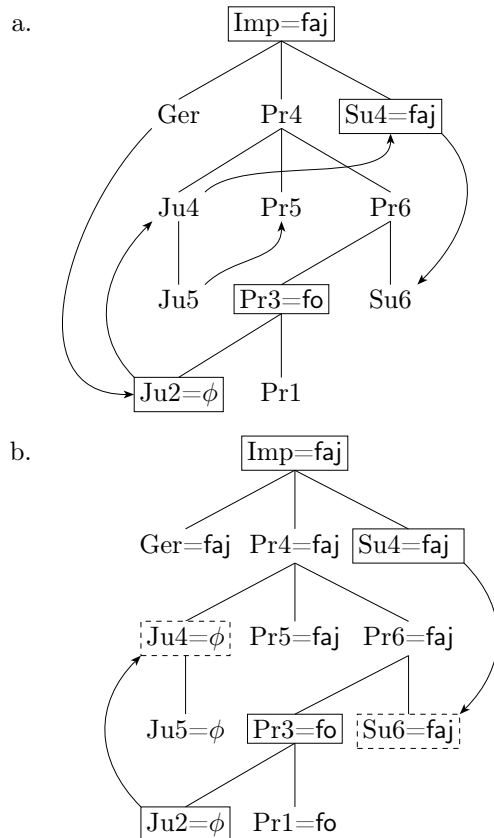 a.
Imp=faj
Ger Pr4 Su4=faj
Ju4 Pr5 Pr6
Ju5 Pr3=fo Su6
Ju2=ϕ Pr1
b.
Imp=faj
Ger=faj Pr4=faj Su4=faj
Ju4=ϕ Pr5=faj Pr6=faj
Ju5=ϕ Pr3=fo Su6=faj
Ju2=ϕ Pr1=fo